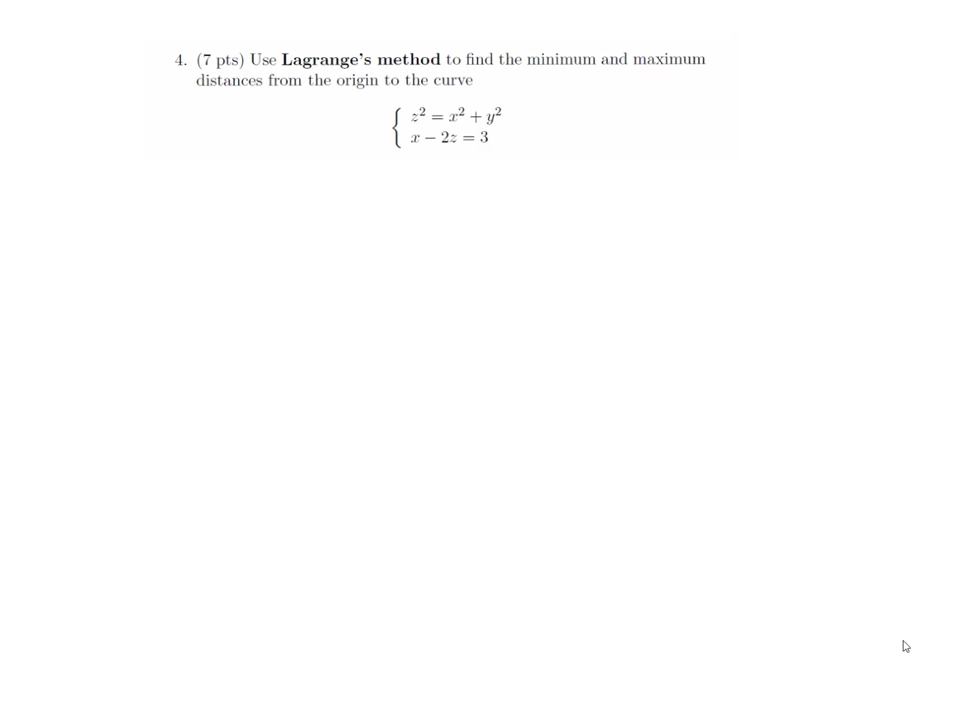 4. (7 pts) Use Lagrange's method to find the minimum and maximum
distances from the origin to the curve
z² = x² + y²
x − 2z = 3